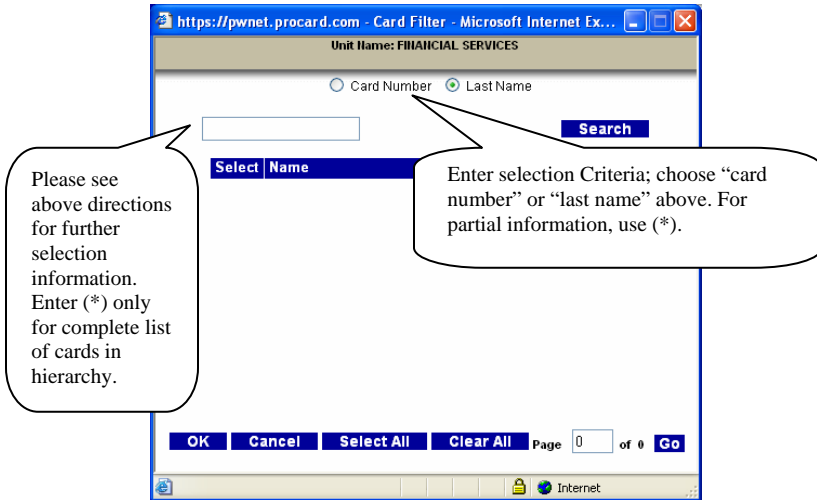 https://pwnet.procard.com - Card Filter - Microsoft Internet Ex...
Unit Name: FINANCIAL SERVICES
Card Number Last Name
Search
Select Name
Please see
above directions
for further
selection
information.
Enter (*) only
for complete list
of cards in
hierarchy.
Enter selection Criteria; choose “card
number” or “last name” above. For
partial information, use (*).
OK Cancel Select All Clear All Page 0 of 0 Go
Internet